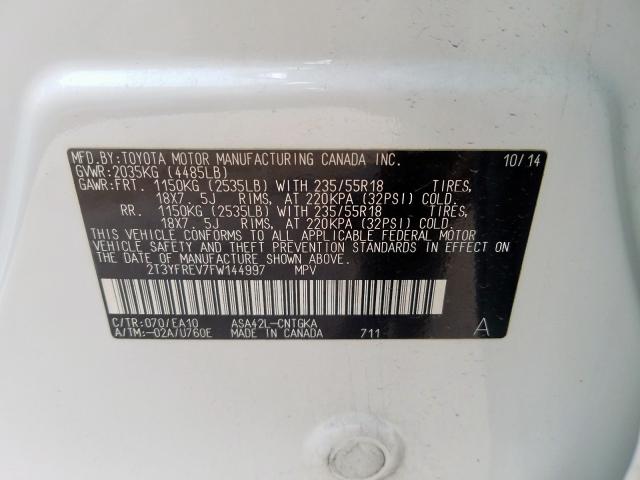 MFD.BY:TOYOTA MOTOR MANUFACTURING CANADA INC. 10/14
GVWR:2035KG (4485LB)
GAWR:FRT. 1150KG (2535LB) WITH 235/55R18 TIRES,
18X7. 5J RIMS, AT 220KPA (32PSI) COLD.
RR. 1150KG (2535LB) WITH 235/55R18 TIRES,
18X7. 5J RIMS, AT 220KPA (32PSI) COLD.
THIS VEHICLE CONFORMS TO ALL APPLICABLE FEDERAL MOTOR
VEHICLE SAFETY AND THEFT PREVENTION STANDARDS IN EFFECT
ON THE DATE OF MANUFACTURE SHOWN ABOVE.
2T3YFREV7FW144997 MPV
C/TR:070/EA10 ASA42L-CNTGKA
A/TM:-02A/U760E MADE IN CANADA 711 A